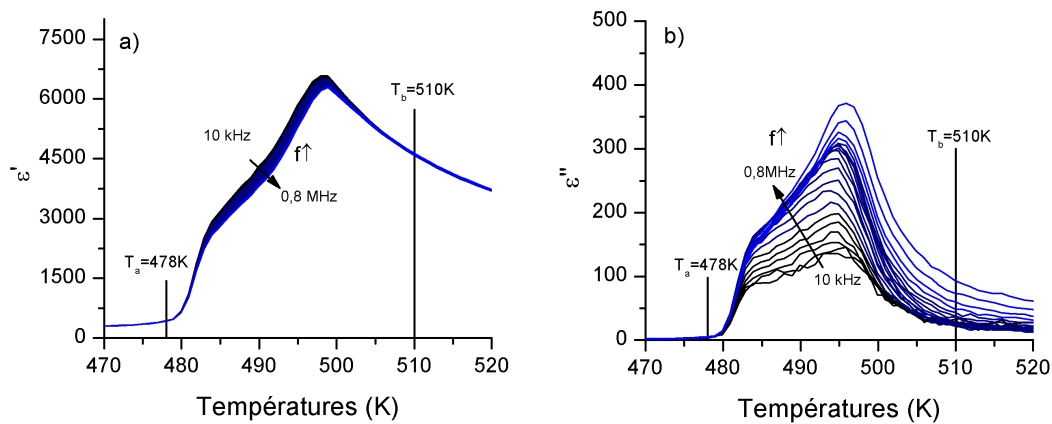 a)
7500
6000
4500
3000
1500
0
ε'
10 kHz
f↑
0,8 MHz
T_a=478K
T_b=510K
470 480 490 500 510 520
Températures (K)
b)
500
400
300
200
100
0
ε''
f↑
0,8MHz
10 kHz
T_a=478K
T_b=510K
470 480 490 500 510 520
Températures (K)